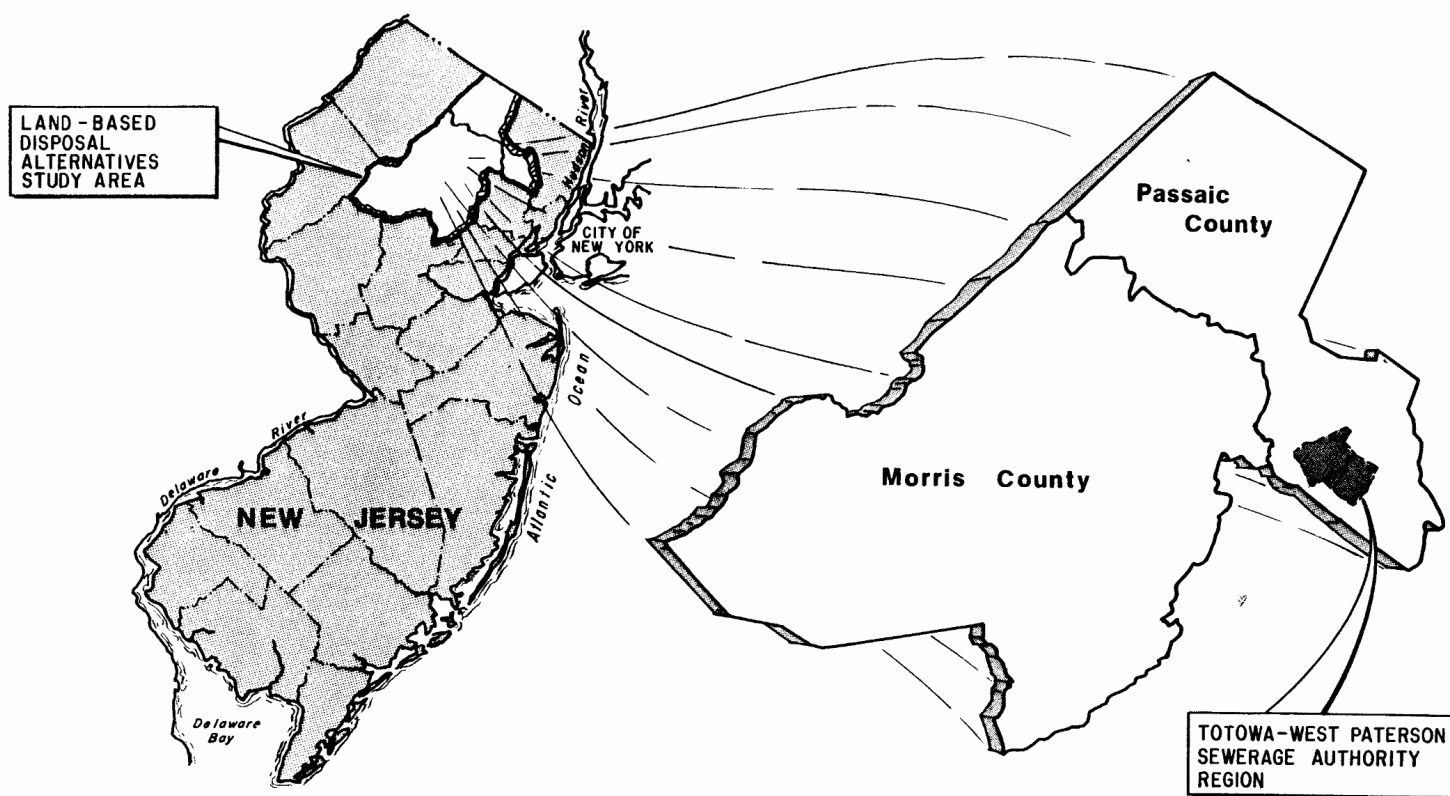 LAND-BASED
DISPOSAL
ALTERNATIVES
STUDY AREA
Hudson River
CITY OF
NEW YORK
Passaic
County
Morris County
Atlantic Ocean
Delaware River
NEW JERSEY
Delaware
Bay
TOTOWA-WEST PATERSON
SEWERAGE AUTHORITY
REGION